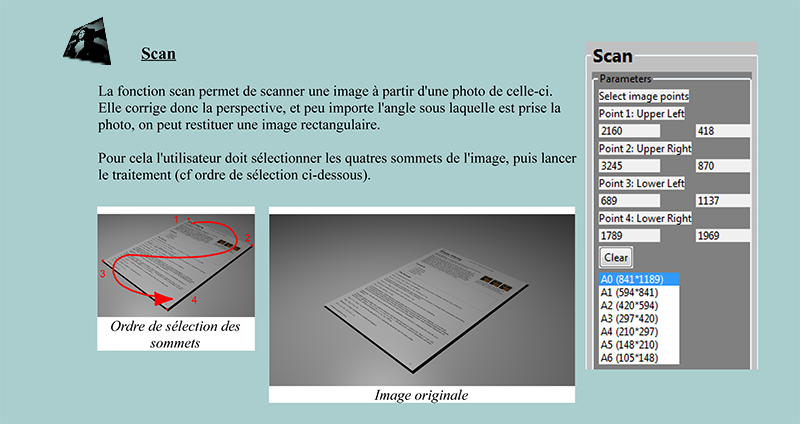 Scan
La fonction scan permet de scanner une image à partir d'une photo de celle-ci.
Elle corrige donc la perspective, et peu importe l'angle sous laquelle est prise la
photo, on peut restituer une image rectangulaire.
Pour cela l'utilisateur doit sélectionner les quatres sommets de l'image, puis lancer
le traitement (cf ordre de sélection ci-dessous).
1
2
3
4
Ordre de sélection des
sommets
Image originale
Scan
Parameters
Select image points
Point 1: Upper Left
2160 418
Point 2: Upper Right
3245 870
Point 3: Lower Left
689 1137
Point 4: Lower Right
1789 1969
Clear
A0 (841*1189)
A1 (594*841)
A2 (420*594)
A3 (297*420)
A4 (210*297)
A5 (148*210)
A6 (105*148)